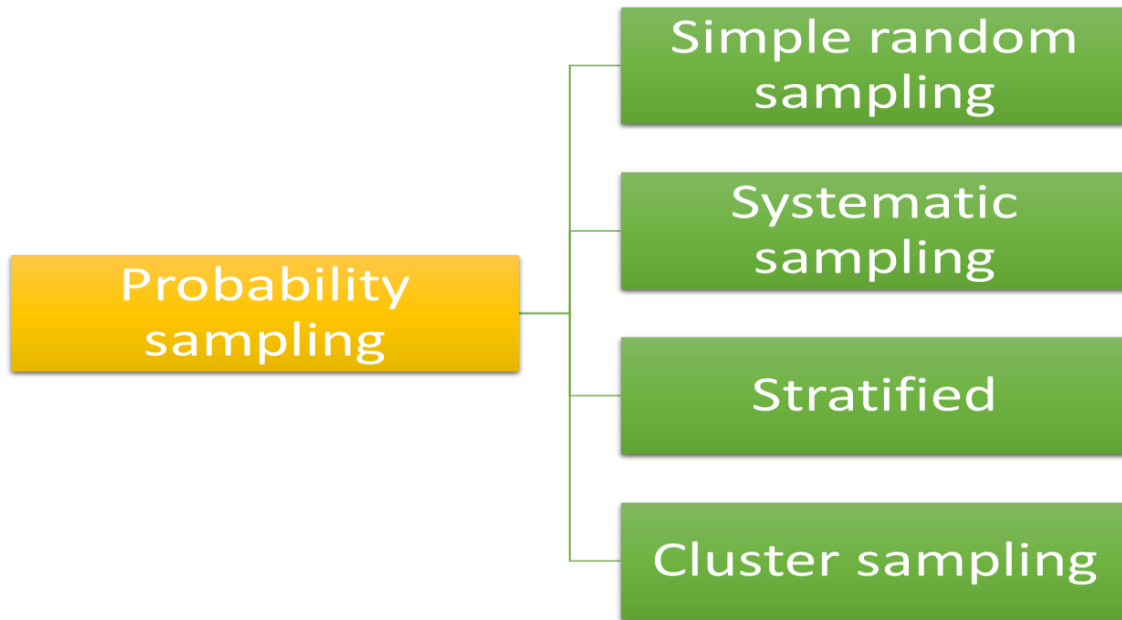 Probability
sampling
Simple random
sampling
Systematic
sampling
Stratified
Cluster sampling